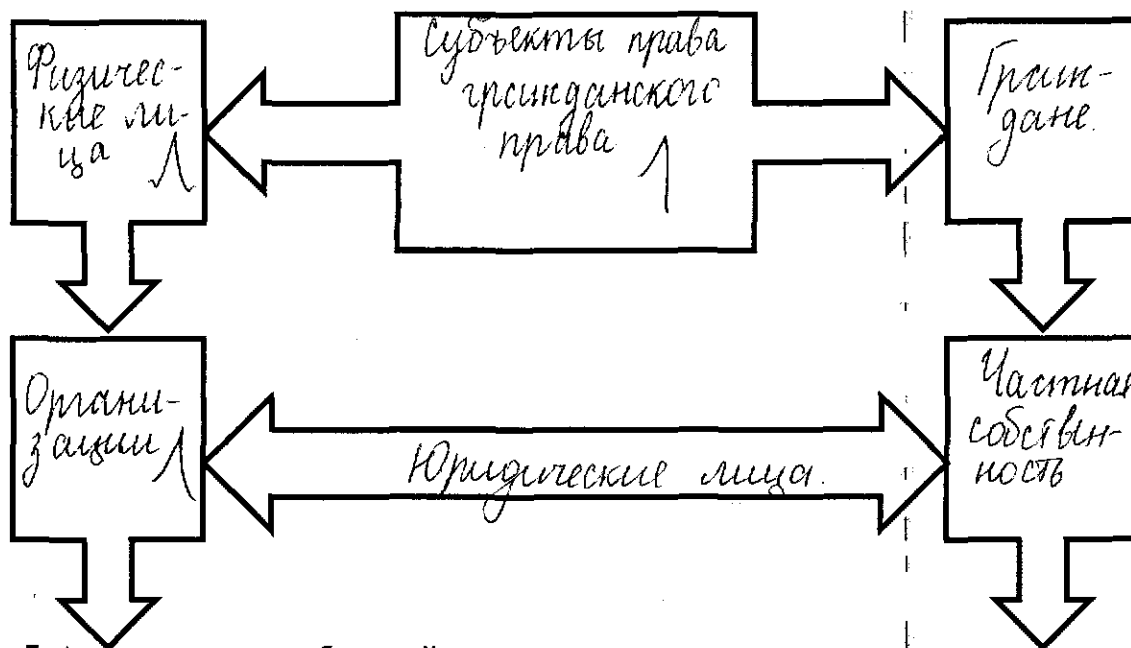 Физичес-
кие ли-
ца
Субъекты права
гражданского
права
Граж-
дане.
Органи-
зации
Юридические лица.
Частная
собствен-
ность